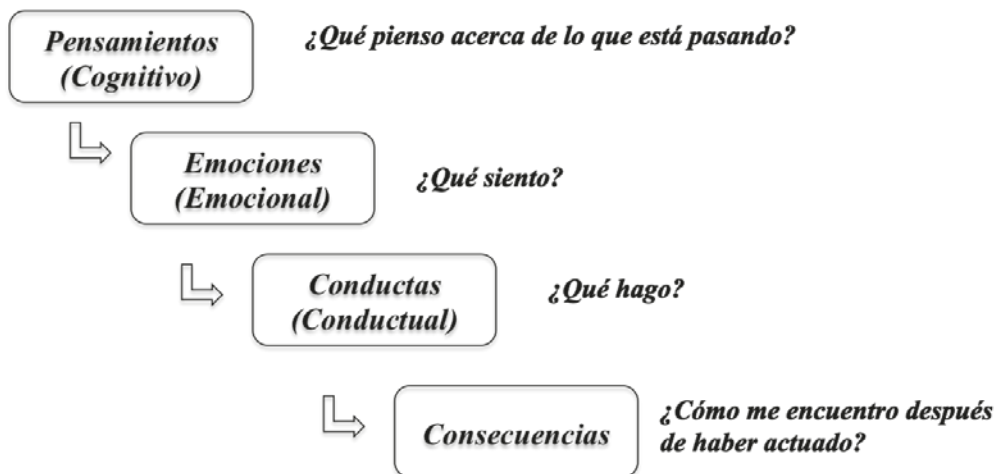 Pensamientos
(Cognitivo)
¿Qué pienso acerca de lo que está pasando?
Emociones
(Emocional)
¿Qué siento?
Conductas
(Conductual)
¿Qué hago?
Consecuencias
¿Cómo me encuentro después
de haber actuado?